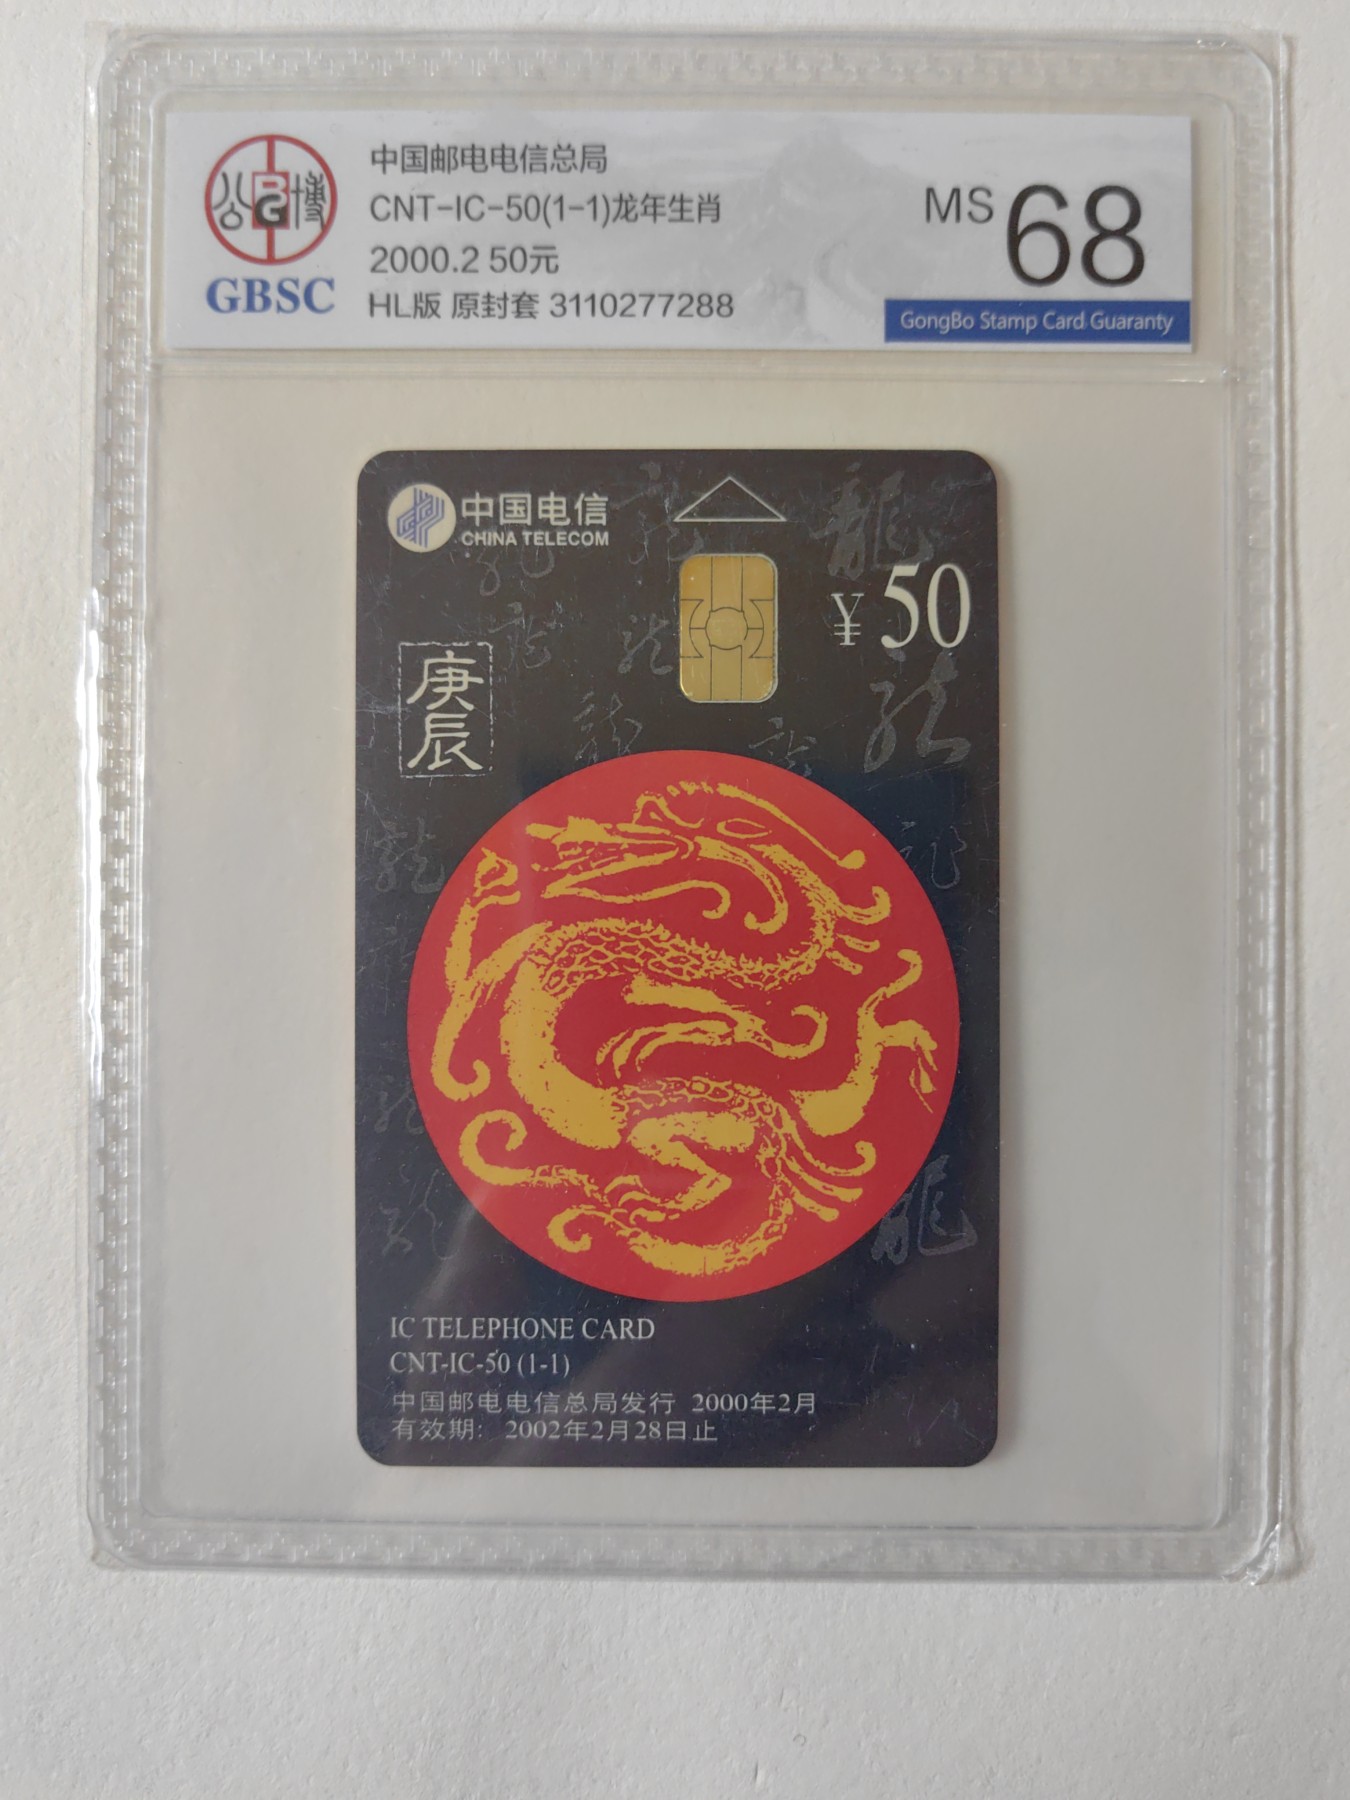 公博
BG
GBSC
中国邮电电信总局
CNT-IC-50(1-1)龙年生肖
2000.2 50元
HL版 原封套 3110277288
MS 68
GongBo Stamp Card Guaranty
中国电信
CHINA TELECOM
¥50
庚辰
龍
IC TELEPHONE CARD
CNT-IC-50 (1-1)
中国邮电电信总局发行 2000年2月
有效期: 2002年2月28日止